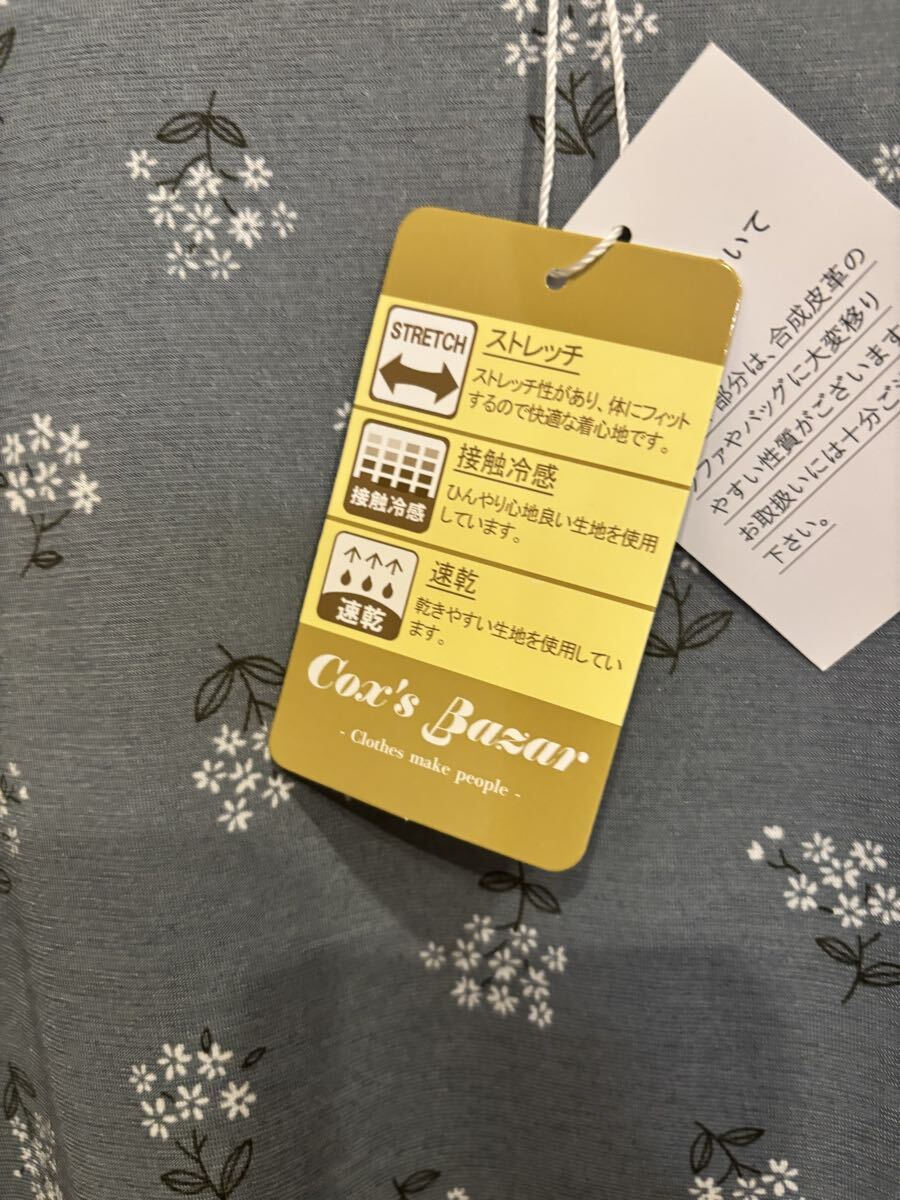 STRETCH
ストレッチ
ストレッチ性があり、体にフィット
するので快適な着心地です。
接触冷感
接触冷感
ひんやり心地良い生地を使用
しています。
速乾
速乾
乾きやすい生地を使用してい
ます。
Cox's Bazar
- Clothes make people -
いて
部分は、合成皮革の
ファやバッグに大変移り
やすい性質がございます
お取扱いには十分ご
下さい。